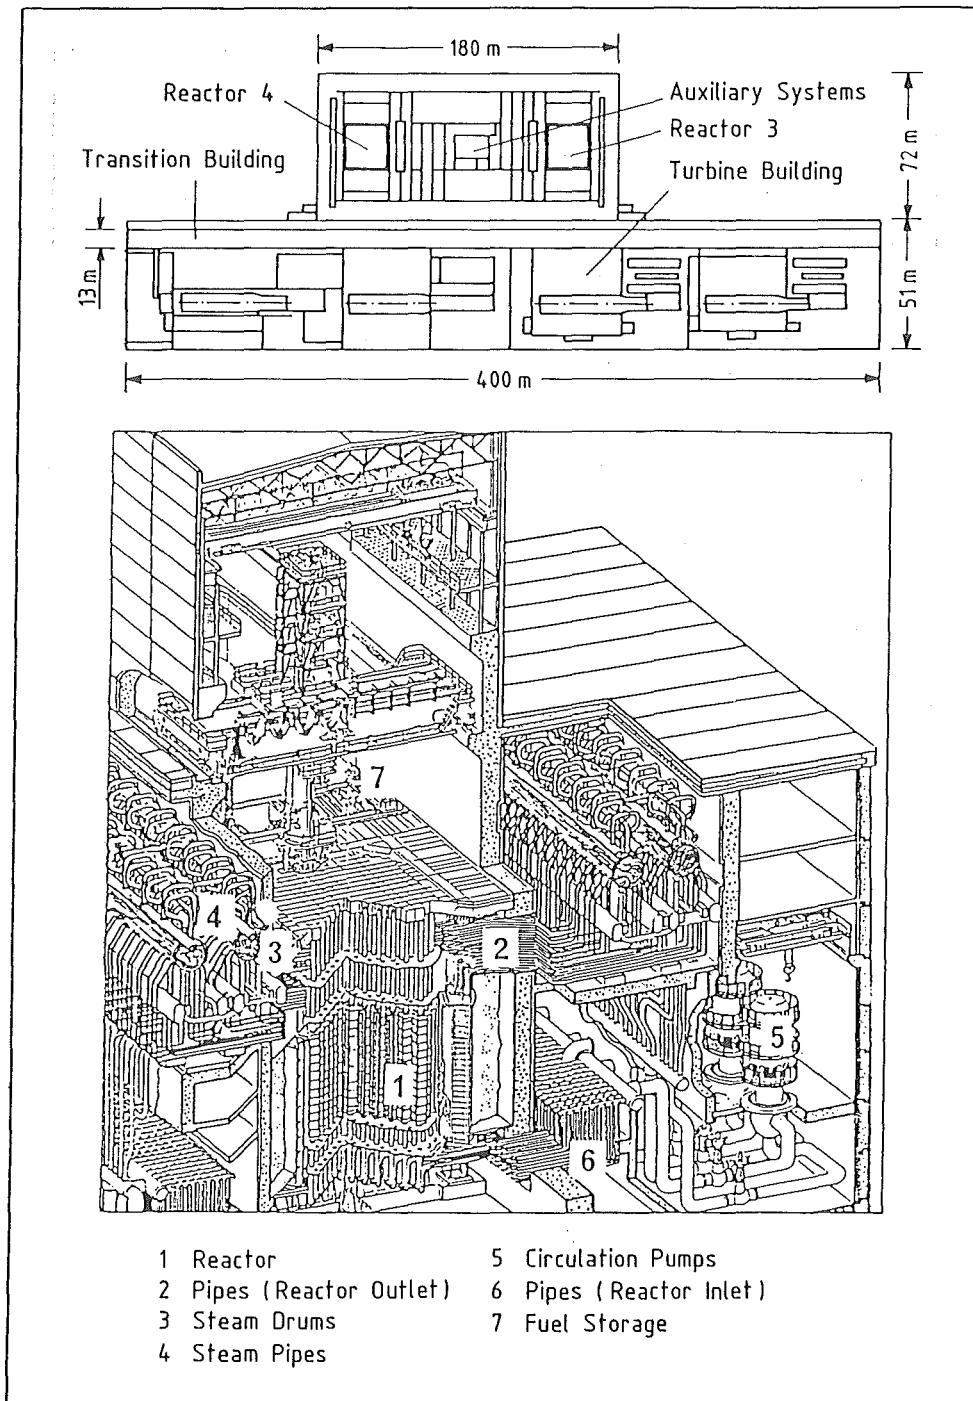 180 m
Reactor 4
Auxiliary Systems
Reactor 3
Transition Building
Turbine Building
72 m
13 m
51 m
400 m
7
4
3
2
5
1
6
1 Reactor
2 Pipes (Reactor Outlet)
3 Steam Drums
4 Steam Pipes
5 Circulation Pumps
6 Pipes (Reactor Inlet)
7 Fuel Storage